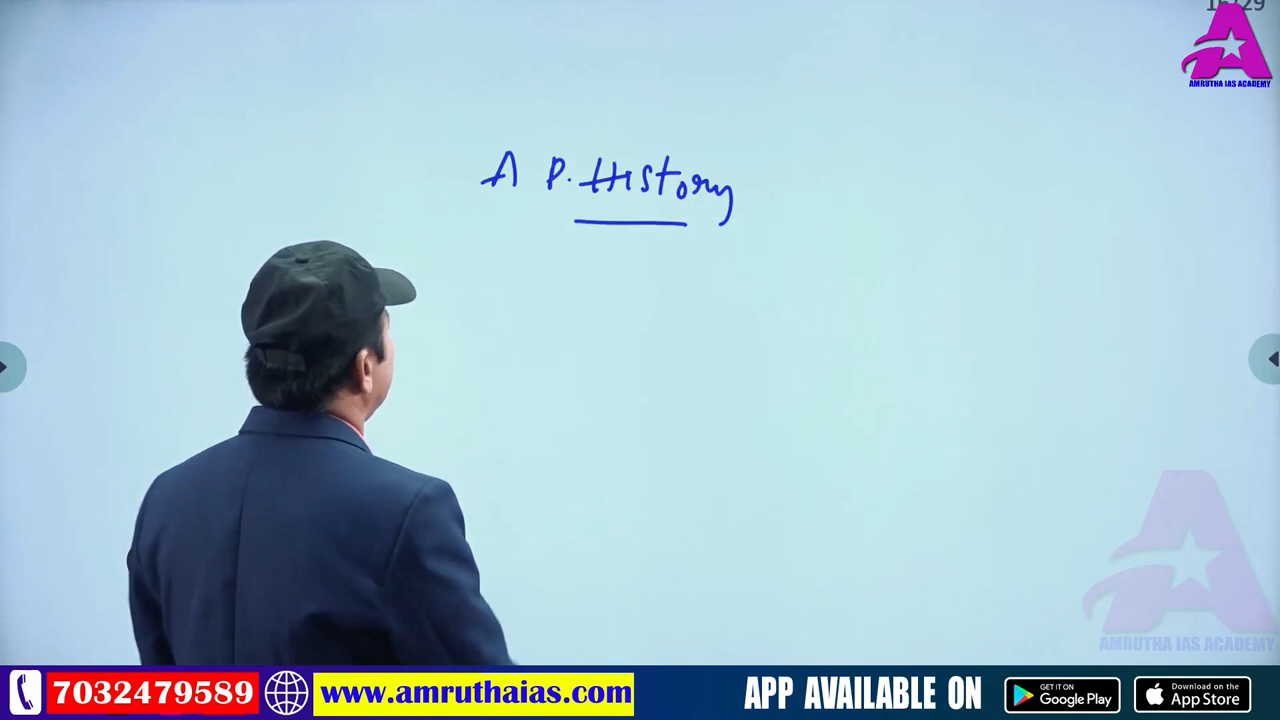 AMRUTHA IAS ACADEMY
A P. History
AMRUTHA IAS ACADEMY
7032479589 www.amruthaias.com APP AVAILABLE ON GET IT ON Google Play Download on the App Store